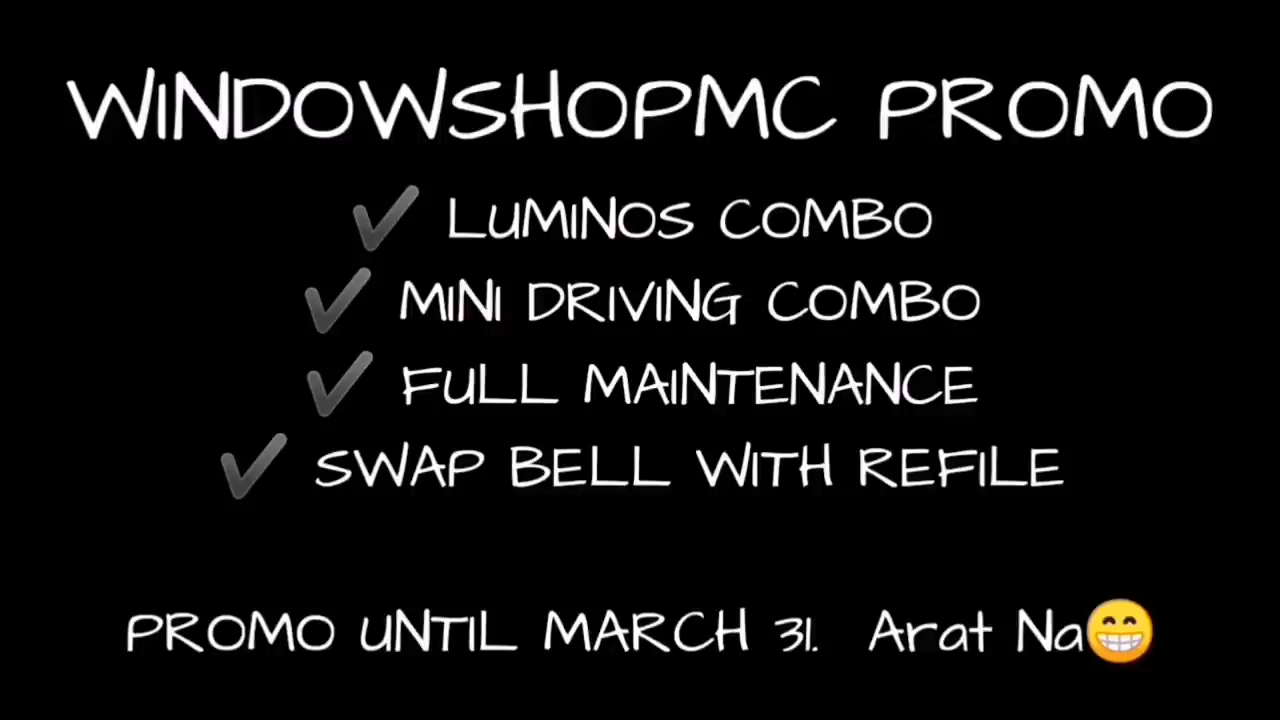 WINDOWSHOPMC PROMO
✔ LUMINOS COMBO
✔ MINI DRIVING COMBO
✔ FULL MAINTENANCE
✔ SWAP BELL WITH REFILE
PROMO UNTIL MARCH 31. Arat Na😁